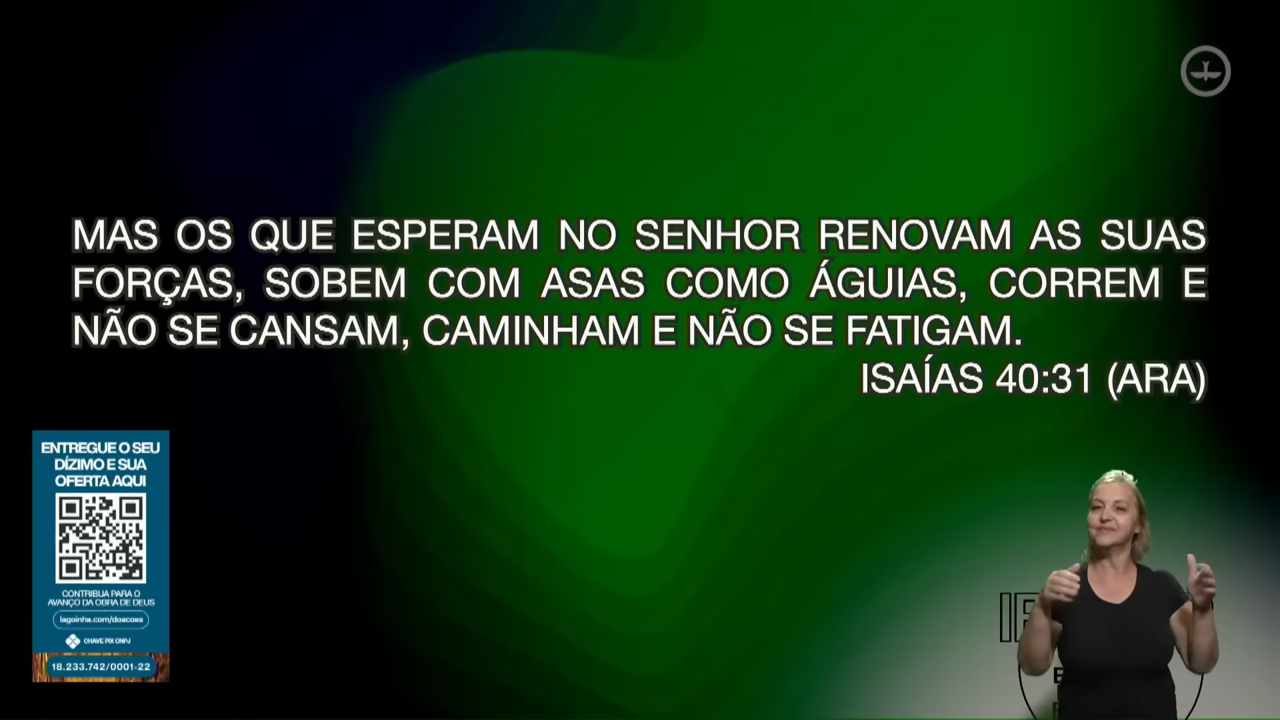 MAS OS QUE ESPERAM NO SENHOR RENOVAM AS SUAS
FORÇAS, SOBEM COM ASAS COMO ÁGUIAS, CORREM E
NÃO SE CANSAM, CAMINHAM E NÃO SE FATIGAM.
ISAÍAS 40:31 (ARA)
ENTREGUE O SEU
DÍZIMO E SUA
OFERTA AQUI
CONTRIBUA PARA O
AVANÇO DA OBRA DE DEUS
lagoinha.com/doacoes
CHAVE PIX CNPJ
18.233.742/0001-22